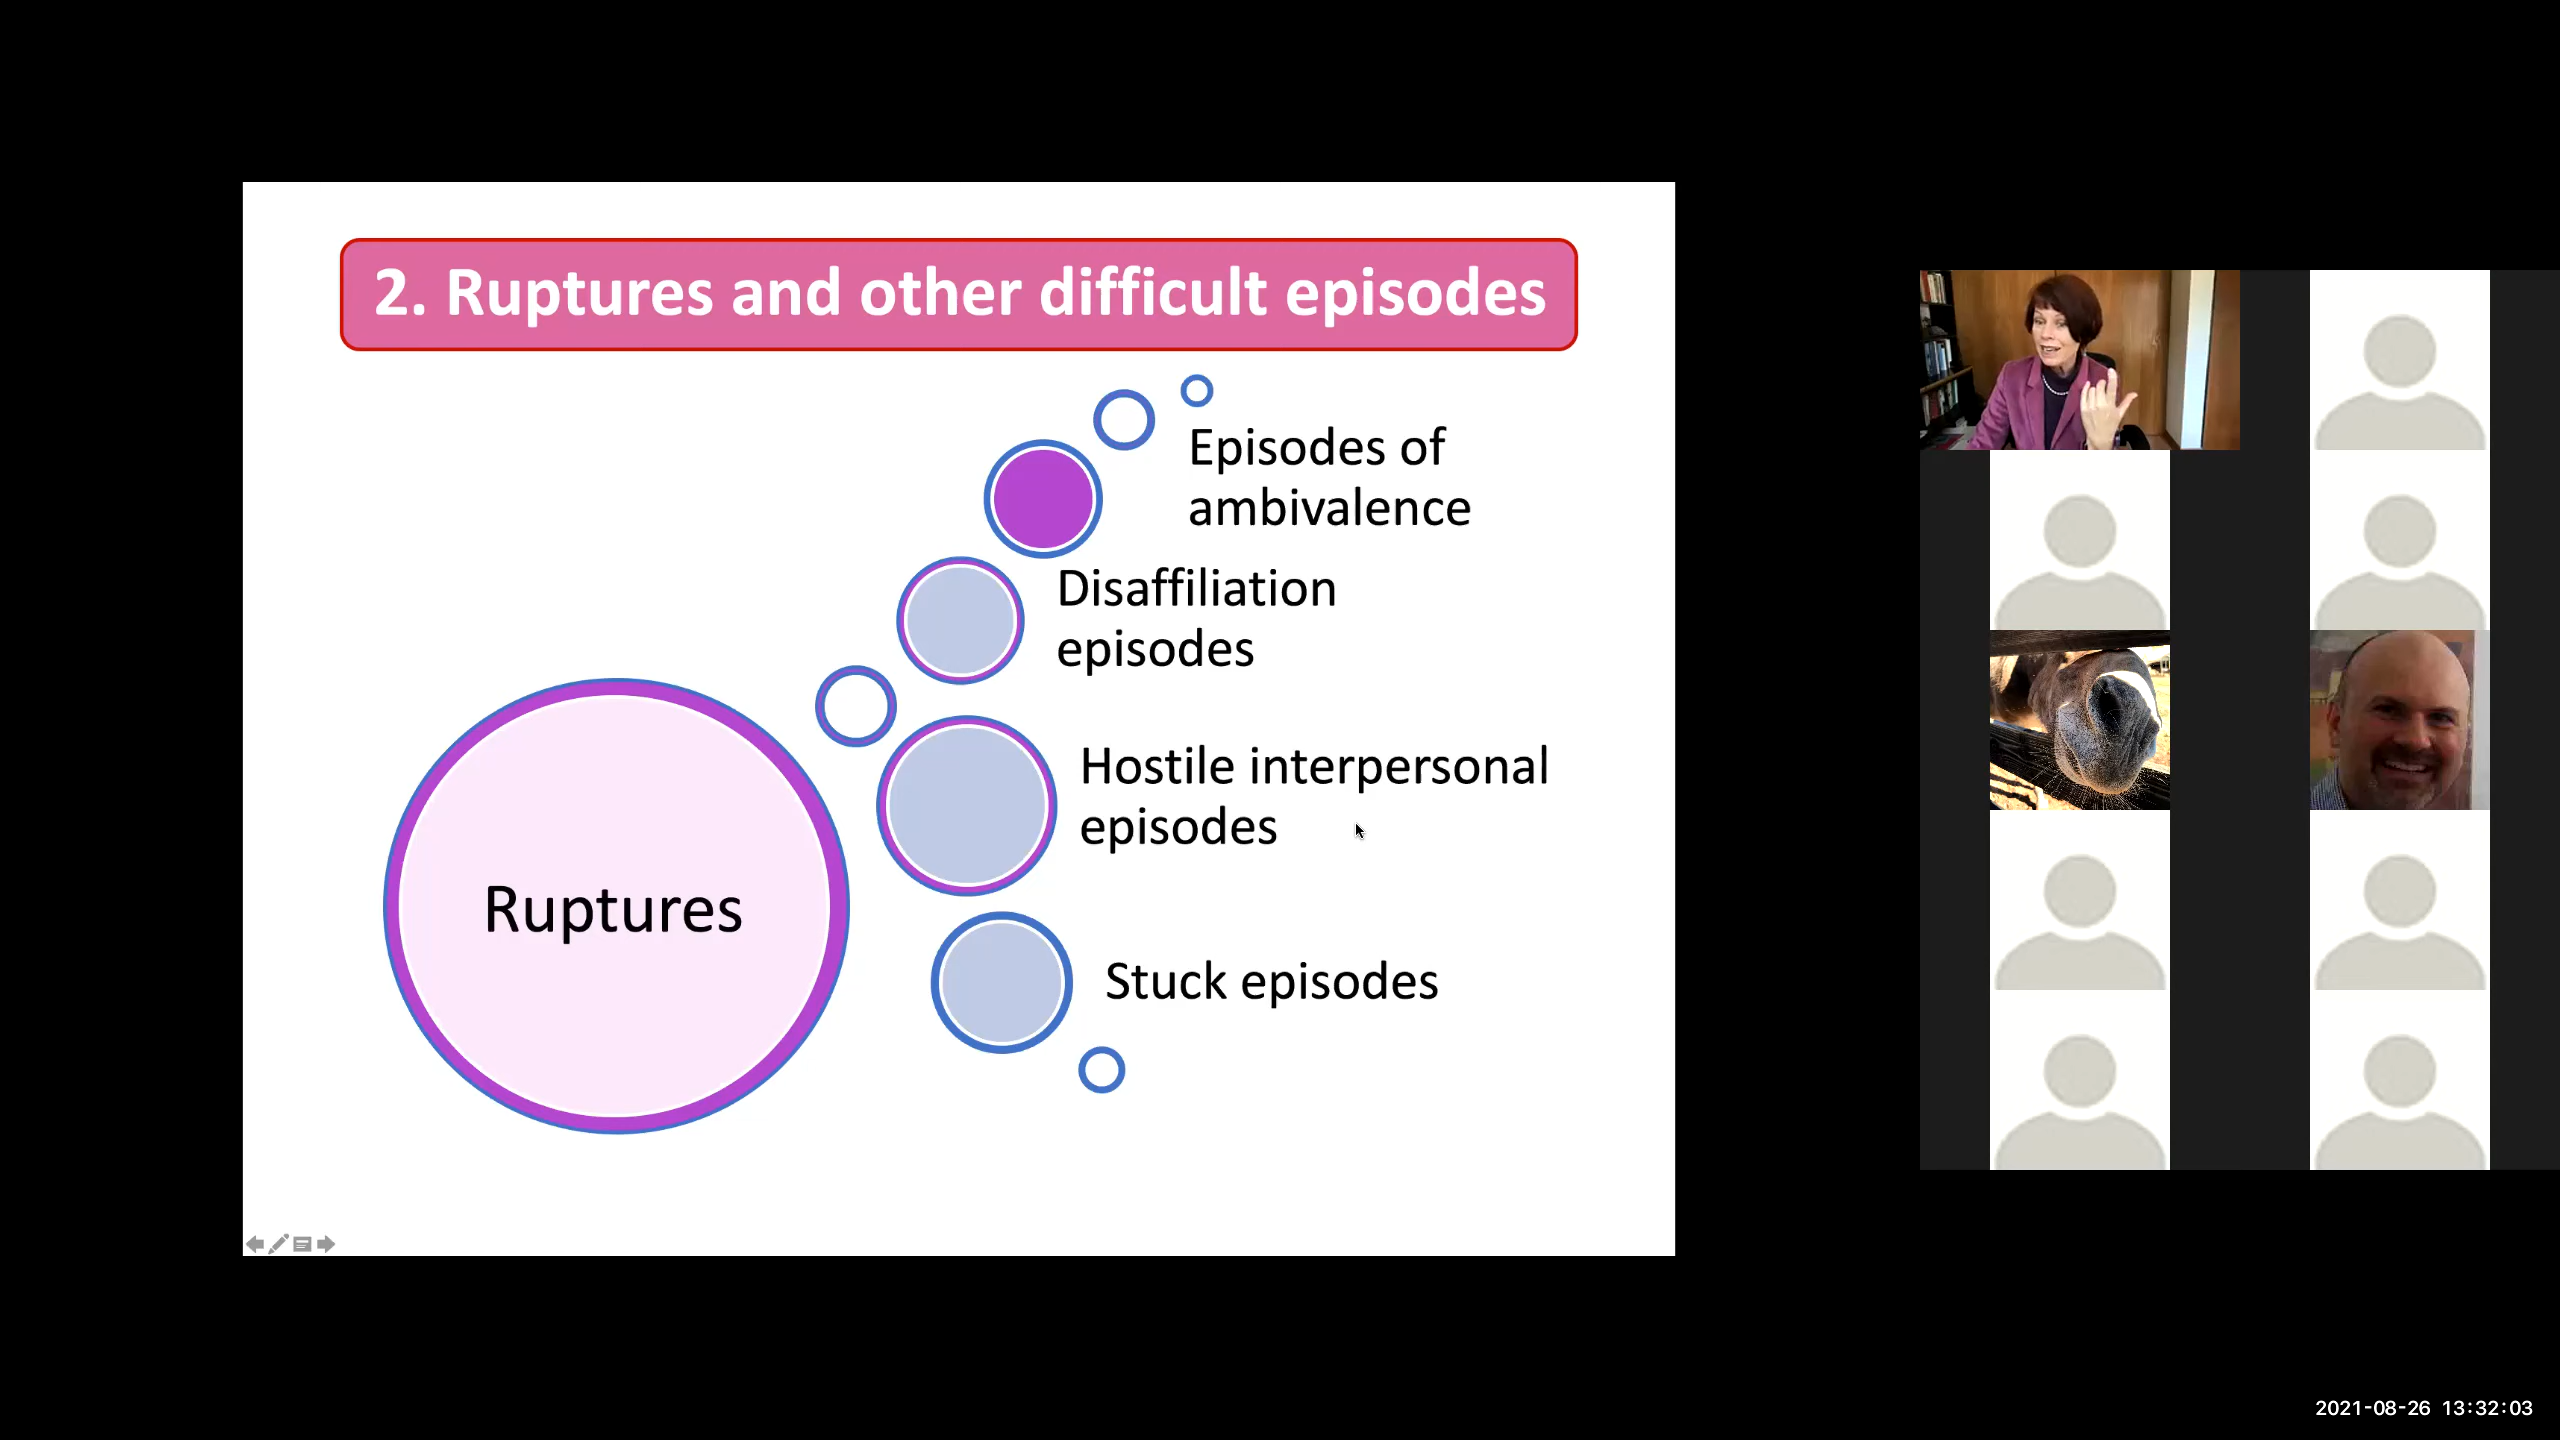 2. Ruptures and other difficult episodes
Episodes of
ambivalence
Disaffiliation
episodes
Hostile interpersonal
episodes
Ruptures
Stuck episodes
2021-08-26 13:32:03